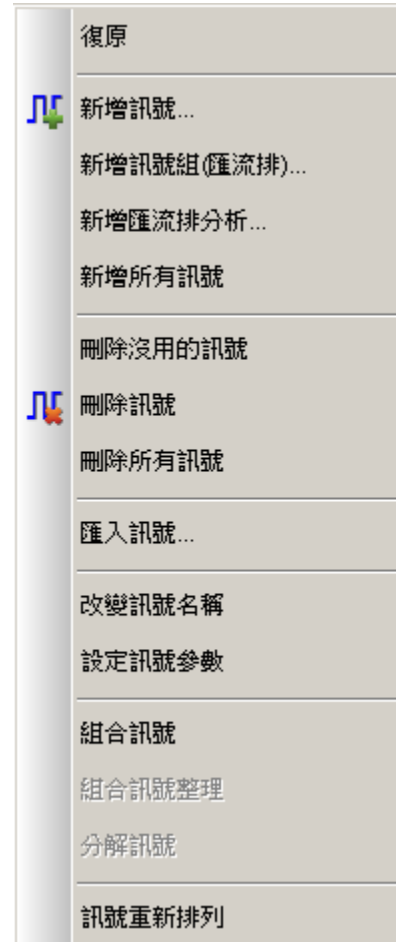 復原
新增訊號...
新增訊號組(匯流排)...
新增匯流排分析...
新增所有訊號
刪除沒用的訊號
刪除訊號
刪除所有訊號
匯入訊號...
改變訊號名稱
設定訊號參數
組合訊號
組合訊號整理
分解訊號
訊號重新排列